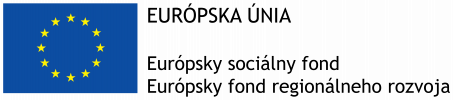 EURÓPSKA ÚNIA
Európsky sociálny fond
Európsky fond regionálneho rozvoja